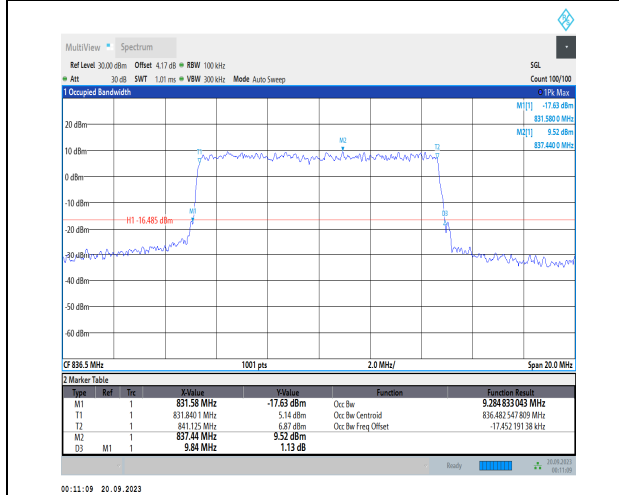 MultiView Spectrum
Ref Level 30.00 dBm Offset 4.17 dB RBW 100 kHz SGL
Att 30 dB SWT 1.01 ms VBW 300 kHz Mode Auto Sweep Count 100/100
1 Occupied Bandwidth 1Pk Max
M1[1] -17.63 dBm
831.580 0 MHz
M2[1] 9.52 dBm
837.440 0 MHz
20 dBm
M2
T1
T2
10 dBm
0 dBm
-10 dBm
M1
D3
H1 -16.485 dBm
-20 dBm
-30 dBm
-40 dBm
-50 dBm
-60 dBm
CF 836.5 MHz 1001 pts 2.0 MHz/ Span 20.0 MHz
2 Marker Table
Type Ref Trc X-Value Y-Value Function Function Result
M1 1 831.58 MHz -17.63 dBm Occ Bw 9.284 833 043 MHz
T1 1 831.840 1 MHz 5.14 dBm Occ Bw Centroid 836.482 547 809 MHz
T2 1 841.125 MHz 6.87 dBm Occ Bw Freq Offset -17.452 191 38 kHz
M2 1 837.44 MHz 9.52 dBm
D3 M1 1 9.84 MHz 1.13 dB
Ready 20.09.2023
00:11:09
00:11:09 20.09.2023